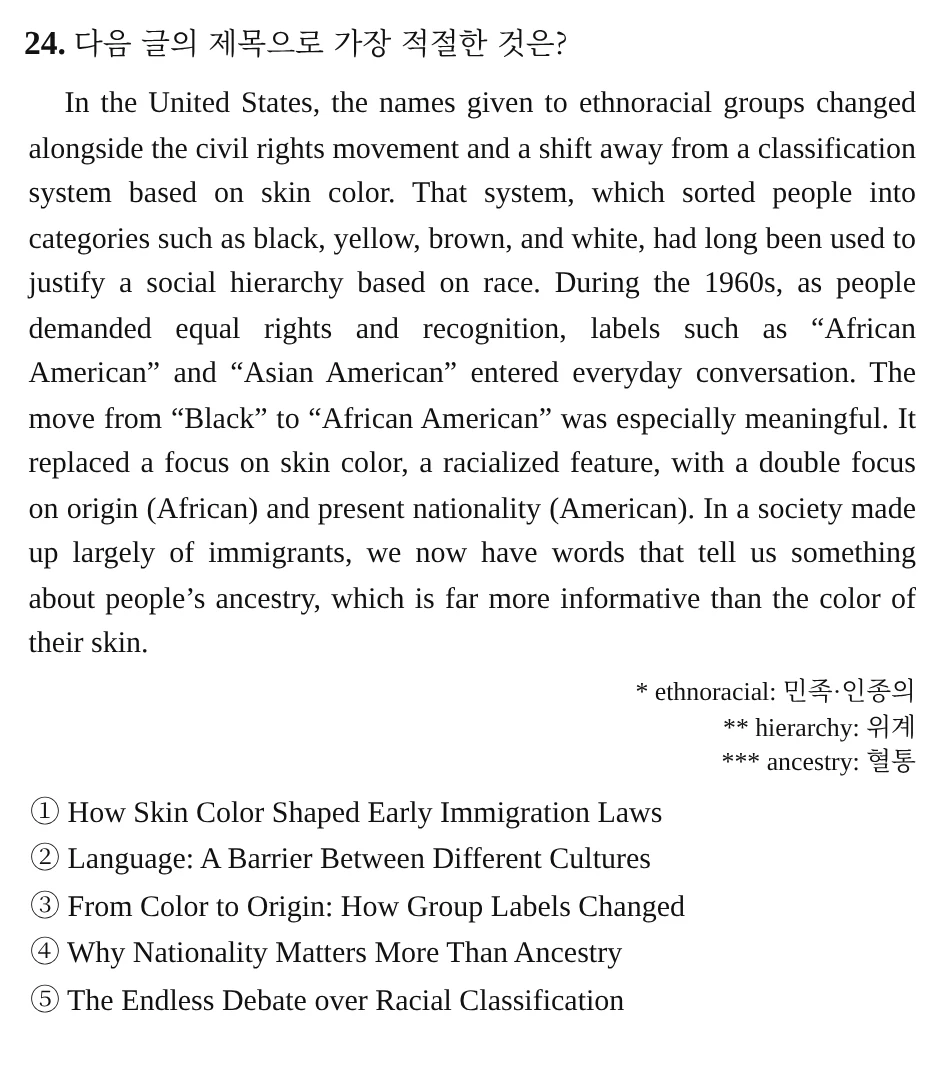 24. 다음 글의 제목으로 가장 적절한 것은?
In the United States, the names given to ethnoracial groups changed
alongside the civil rights movement and a shift away from a classification
system based on skin color. That system, which sorted people into
categories such as black, yellow, brown, and white, had long been used to
justify a social hierarchy based on race. During the 1960s, as people
demanded equal rights and recognition, labels such as “African
American” and “Asian American” entered everyday conversation. The
move from “Black” to “African American” was especially meaningful. It
replaced a focus on skin color, a racialized feature, with a double focus
on origin (African) and present nationality (American). In a society made
up largely of immigrants, we now have words that tell us something
about people’s ancestry, which is far more informative than the color of
their skin.
* ethnoracial: 민족·인종의
** hierarchy: 위계
*** ancestry: 혈통
① How Skin Color Shaped Early Immigration Laws
② Language: A Barrier Between Different Cultures
③ From Color to Origin: How Group Labels Changed
④ Why Nationality Matters More Than Ancestry
⑤ The Endless Debate over Racial Classification